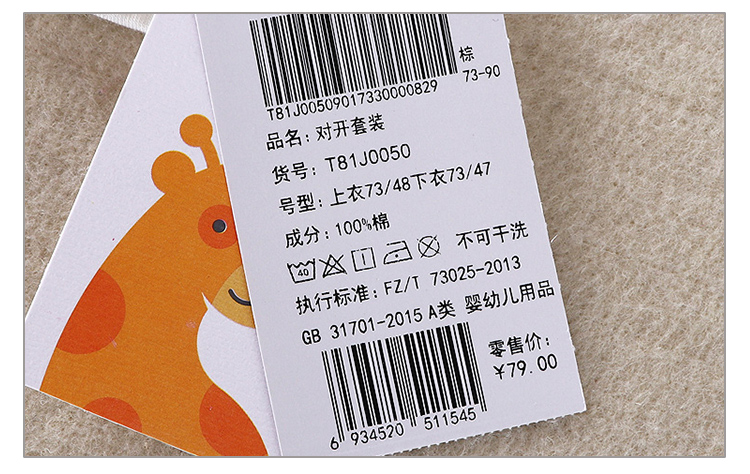 棕
T81J00509017330000829
73-90
品名: 对开套装
货号: T81J0050
号型: 上衣73/48下衣73/47
成分: 100%棉
40 不可干洗
执行标准: FZ/T 73025-2013
GB 31701-2015 A类 婴幼儿用品
零售价:
¥79.00
6 934520 511545